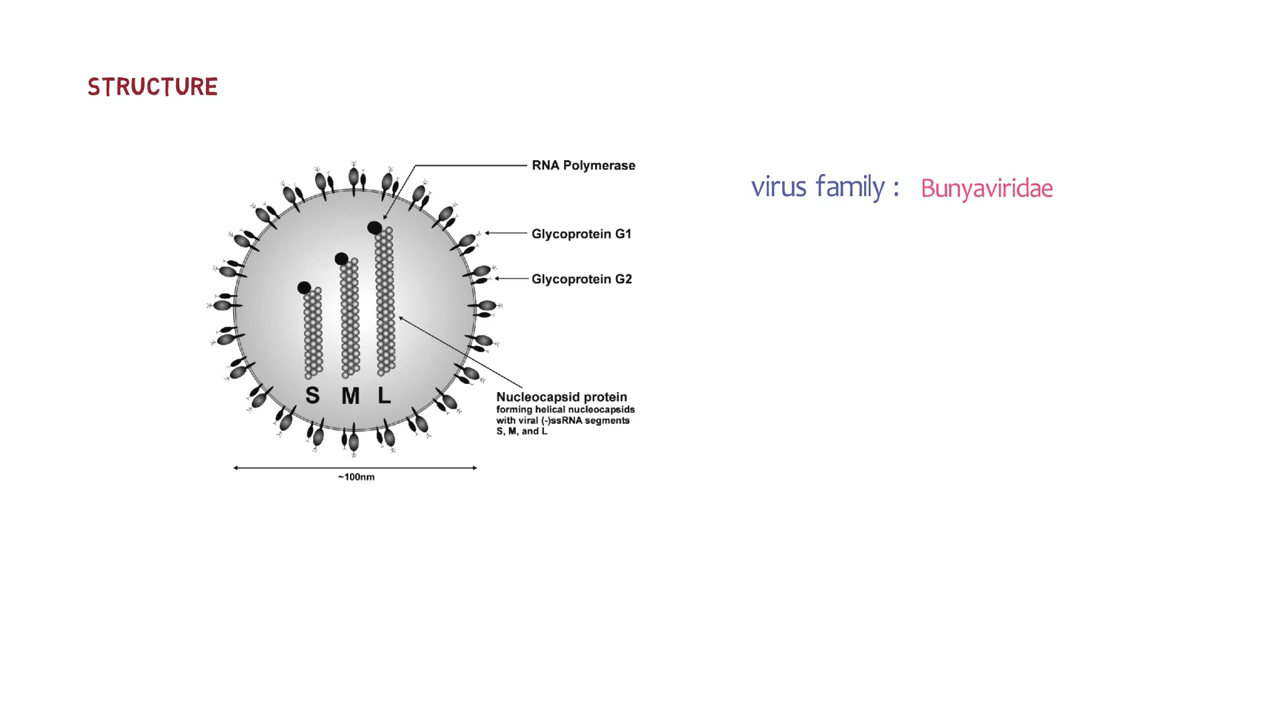 STRUCTURE
RNA Polymerase
virus family : Bunyaviridae
Glycoprotein G1
Glycoprotein G2
S M L
Nucleocapsid protein
forming helical nucleocapsids
with viral (-)ssRNA segments
S, M, and L
~100nm